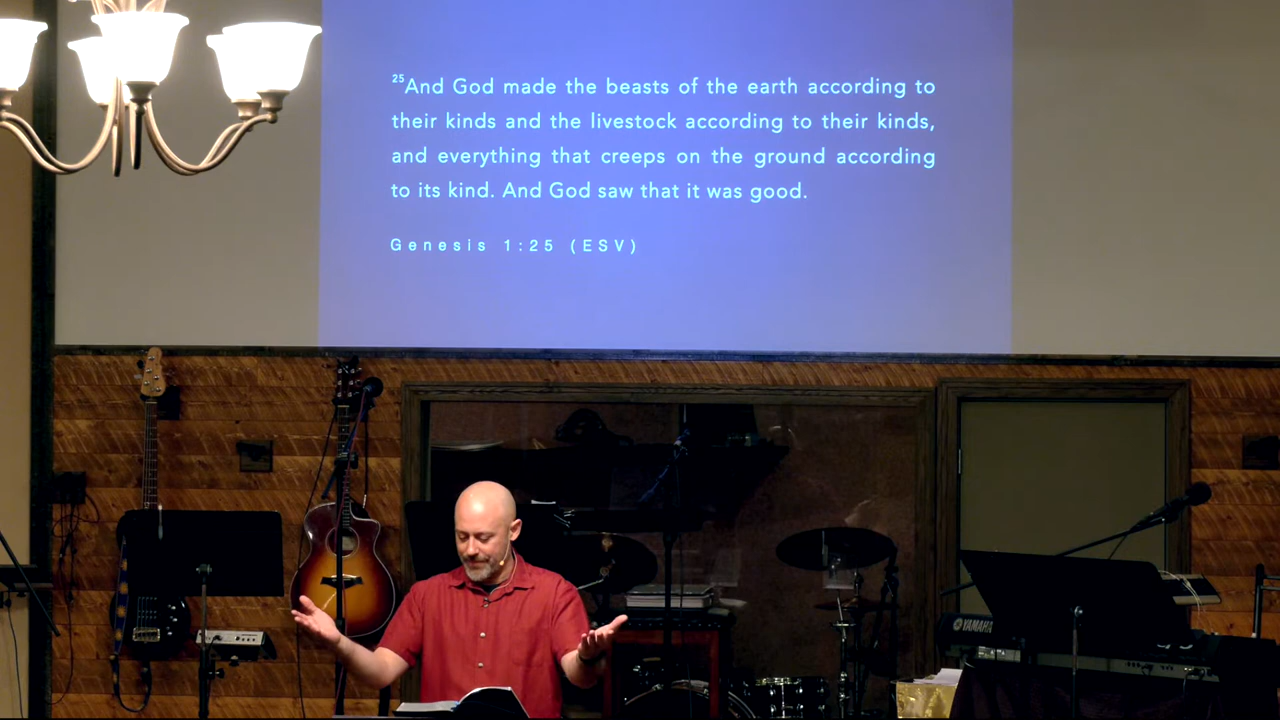 25And God made the beasts of the earth according to
their kinds and the livestock according to their kinds,
and everything that creeps on the ground according
to its kind. And God saw that it was good.
Genesis 1:25 (ESV)
YAMAHA